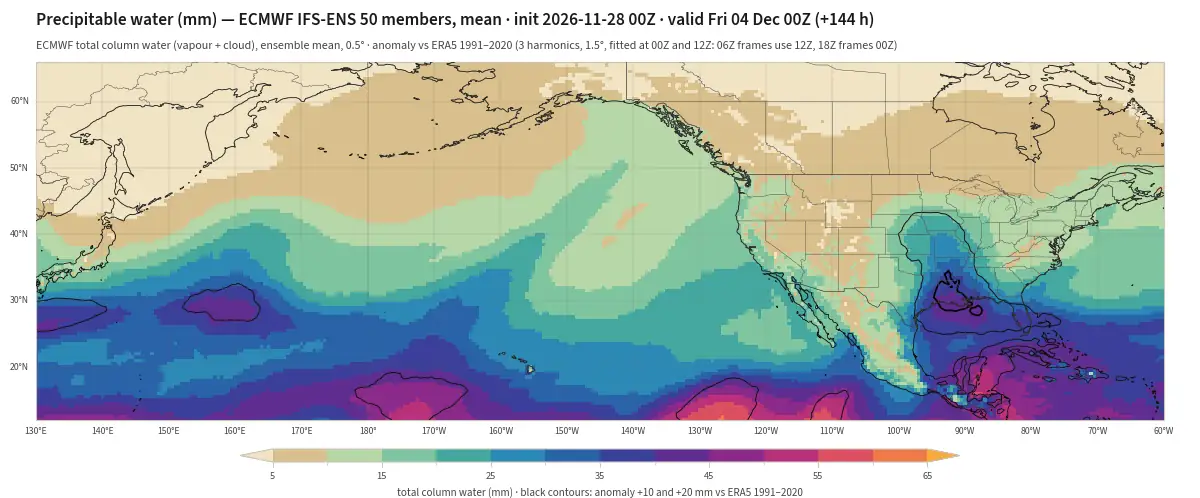 Precipitable water (mm) — ECMWF IFS-ENS 50 members, mean · init 2026-11-28 00Z · valid Fri 04 Dec 00Z (+144 h)
ECMWF total column water (vapour + cloud), ensemble mean, 0.5° · anomaly vs ERA5 1991–2020 (3 harmonics, 1.5°, fitted at 00Z and 12Z: 06Z frames use 12Z, 18Z frames 00Z)
60°N
50°N
40°N
30°N
20°N
130°E 140°E 150°E 160°E 170°E 180° 170°W 160°W 150°W 140°W 130°W 120°W 110°W 100°W 90°W 80°W 70°W 60°W
5 15 25 35 45 55 65
total column water (mm) · black contours: anomaly +10 and +20 mm vs ERA5 1991–2020